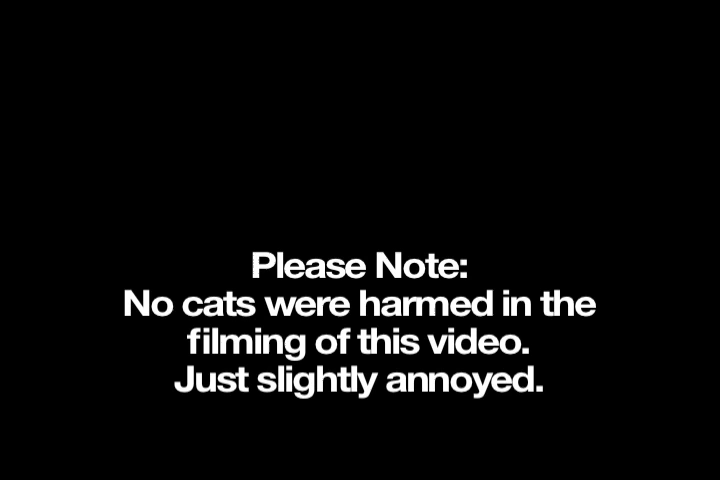 Please Note:
No cats were harmed in the
filming of this video.
Just slightly annoyed.